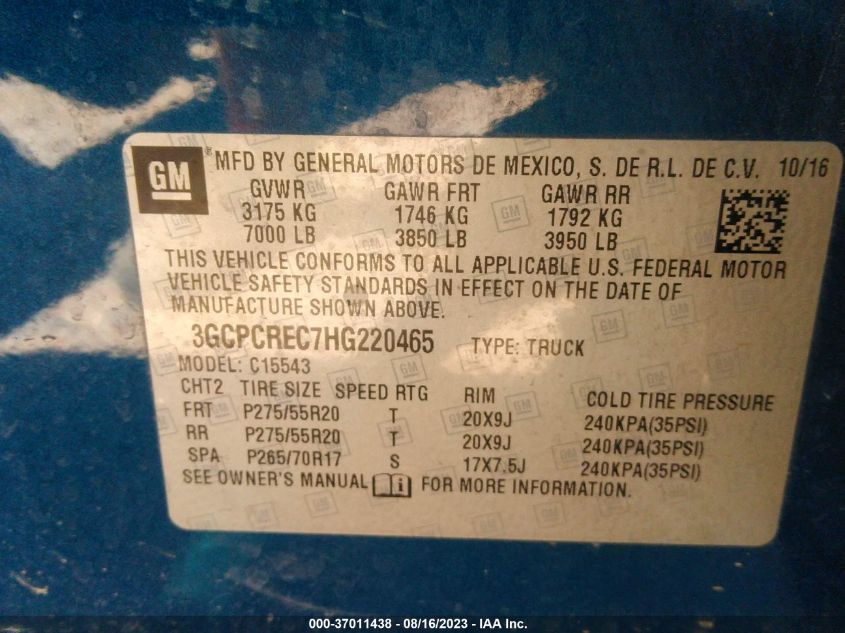 GM ® MFD BY GENERAL MOTORS DE MEXICO, S. DE R.L. DE C.V. 10/16
GVWR GAWR FRT GAWR RR
3175 KG 1746 KG 1792 KG
7000 LB 3850 LB 3950 LB
THIS VEHICLE CONFORMS TO ALL APPLICABLE U.S. FEDERAL MOTOR
VEHICLE SAFETY STANDARDS IN EFFECT ON THE DATE OF
MANUFACTURE SHOWN ABOVE.
3GCPCREC7HG220465 TYPE: TRUCK
MODEL: C15543
CHT2 TIRE SIZE SPEED RTG RIM COLD TIRE PRESSURE
FRT P275/55R20 T 20X9J 240KPA(35PSI)
RR P275/55R20 T 20X9J 240KPA(35PSI)
SPA P265/70R17 S 17X7.5J 240KPA(35PSI)
SEE OWNER'S MANUAL i FOR MORE INFORMATION.
000-37011438 - 08/16/2023 - IAA Inc.